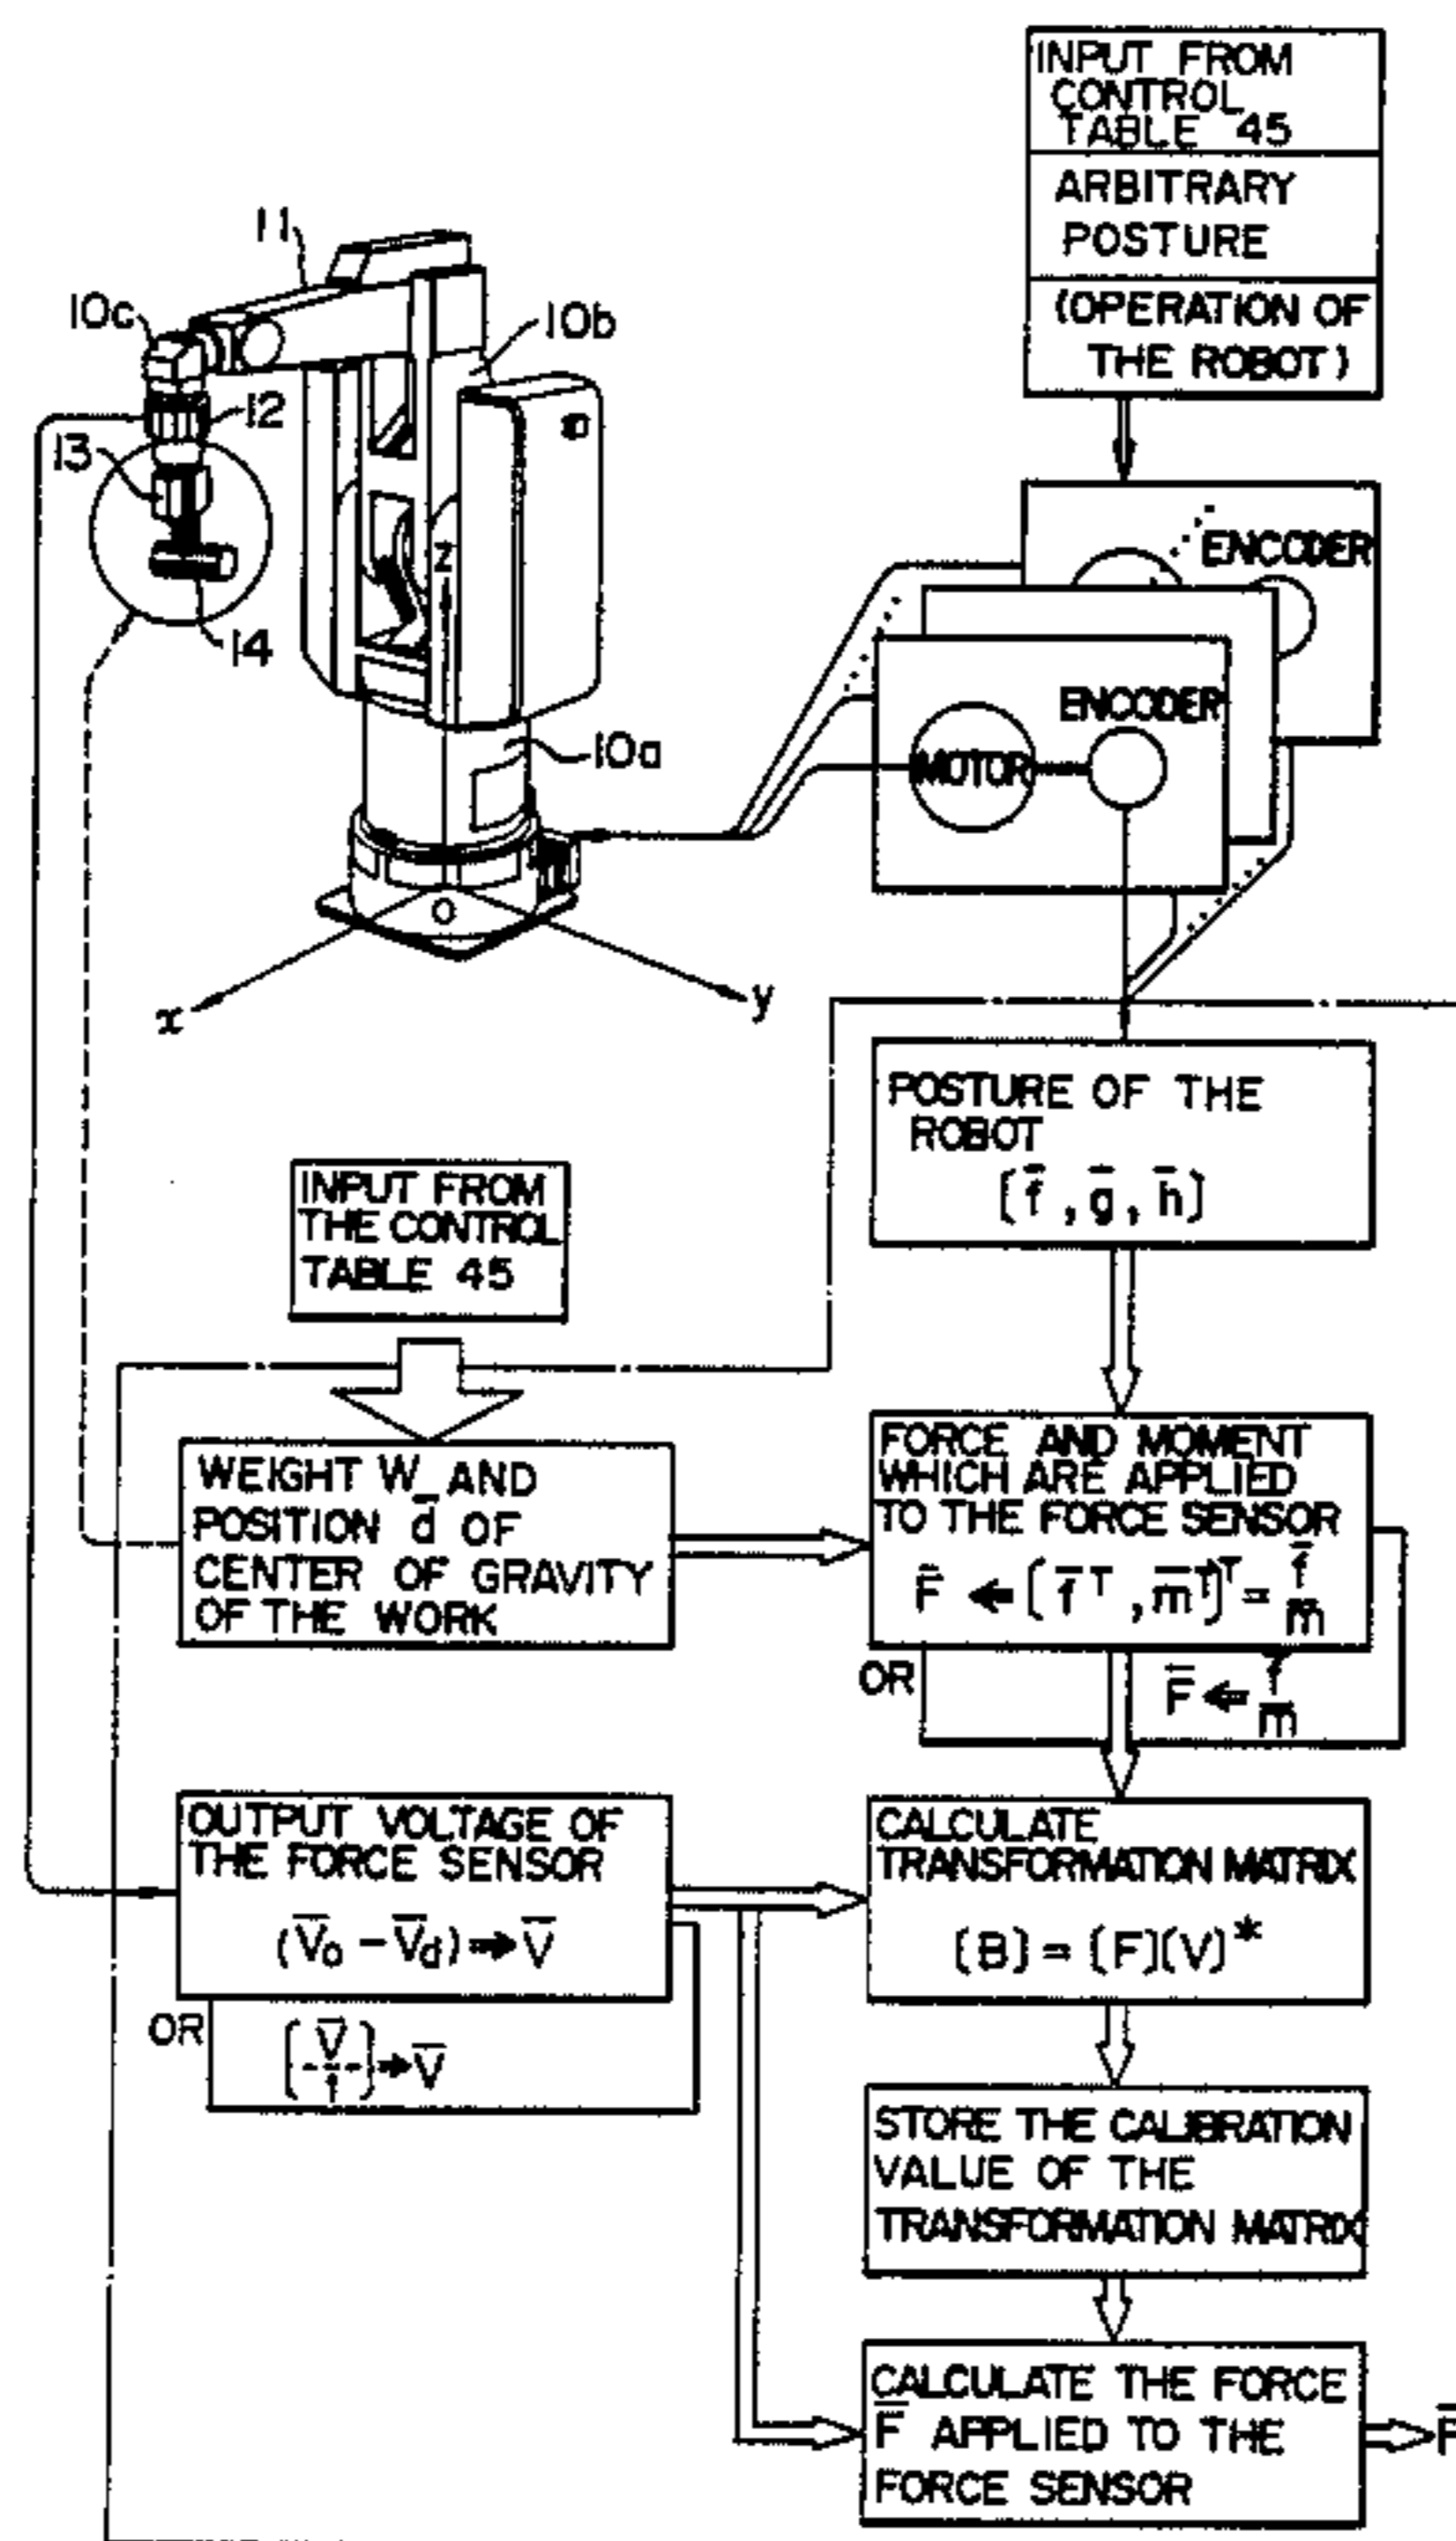 INPUT FROM
CONTROL
TABLE 45
ARBITRARY
POSTURE
(OPERATION OF
THE ROBOT)
11
10c
10b
12
13
14
10a
Z
O
x
y
ENCODER
ENCODER
MOTOR
POSTURE OF THE
ROBOT
[f̄, ḡ, h̄]
INPUT FROM
THE CONTROL
TABLE 45
WEIGHT W AND
POSITION d̄ OF
CENTER OF GRAVITY
OF THE WORK
FORCE AND MOMENT
WHICH ARE APPLIED
TO THE FORCE SENSOR
F̄ ← [f̄ᵀ, m̄ᵀ]ᵀ = f̄ m̄
OR
F̄ ← f̄ m̄
OUTPUT VOLTAGE OF
THE FORCE SENSOR
(V̄o − V̄d) → V̄
OR
[V̄ 1] → V̄
CALCULATE
TRANSFORMATION MATRIX
[B] = [F][V]*
STORE THE CALIBRATION
VALUE OF THE
TRANSFORMATION MATRIX
CALCULATE THE FORCE
F̄ APPLIED TO THE
FORCE SENSOR
F̄